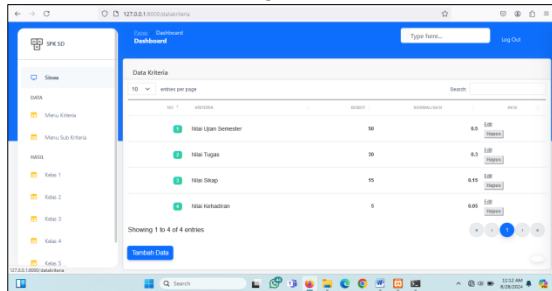 127.0.0.1:8000/datakriteria
SPK SD
Pages Dashboard
Dashboard
Type here...
Log Out
Siswa
DATA
Menu Kriteria
Menu Sub Kriteria
HASIL
Kelas 1
Kelas 2
Kelas 3
Kelas 4
Kelas 5
Data Kriteria
10 entries per page
Search:
NO KRITERIA BOBOT NORMALISASI AKSI
1 Nilai Ujian Semester 50 0.5 Edit Hapus
2 Nilai Tugas 30 0.3 Edit Hapus
3 Nilai Sikap 15 0.15 Edit Hapus
4 Nilai Kehadiran 5 0.05 Edit Hapus
Showing 1 to 4 of 4 entries
« ‹ 1 › »
Tambah Data
127.0.0.1:8000/datakriteria
Search
11:12 AM
8/28/2024